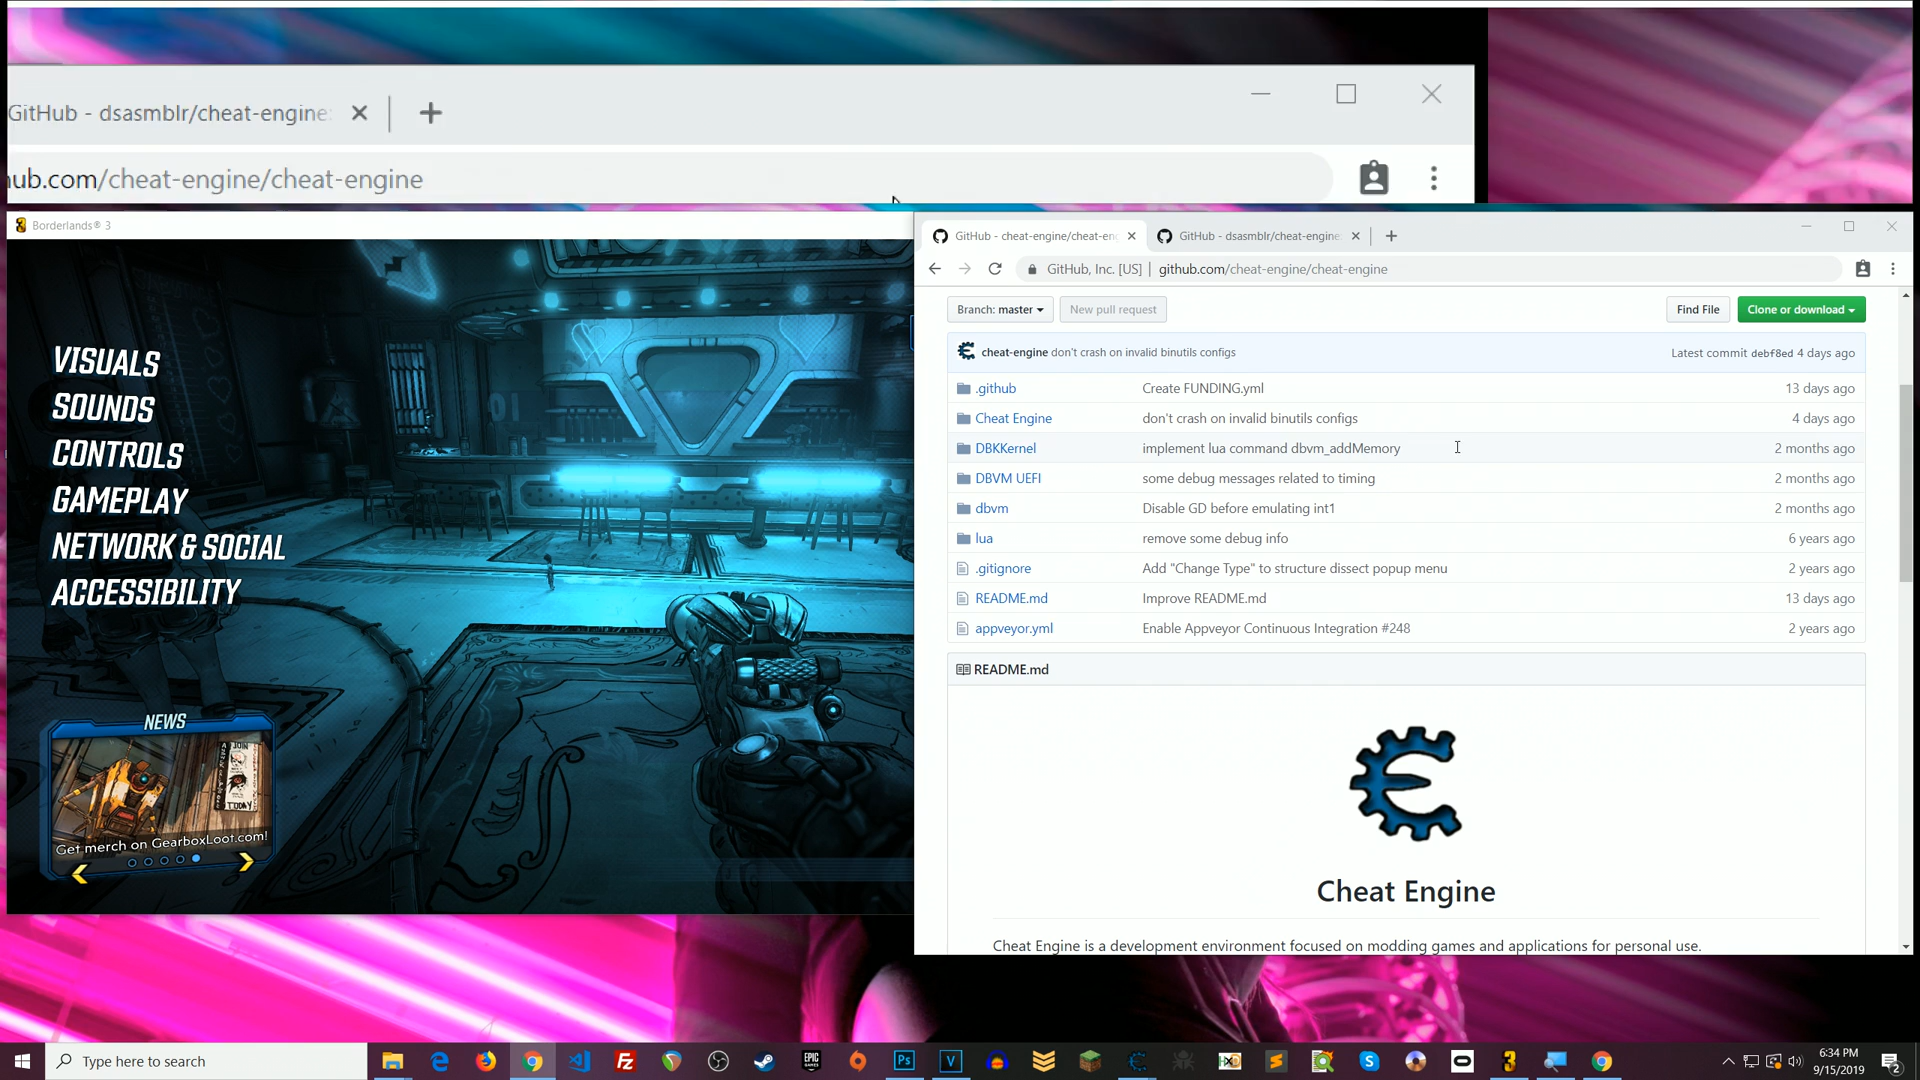 GitHub - dsasmblr/cheat-engine:
hub.com/cheat-engine/cheat-engine
Borderlands® 3
VISUALS
SOUNDS
CONTROLS
GAMEPLAY
NETWORK & SOCIAL
ACCESSIBILITY
NEWS
JOIN
TODAY
Get merch on GearboxLoot.com!
GitHub - cheat-engine/cheat-en
GitHub - dsasmblr/cheat-engine:
GitHub, Inc. [US] | github.com/cheat-engine/cheat-engine
Branch: master
New pull request
Find File
Clone or download
cheat-engine don't crash on invalid binutils configs
Latest commit debf8ed 4 days ago
.github Create FUNDING.yml 13 days ago
Cheat Engine don't crash on invalid binutils configs 4 days ago
DBKKernel implement lua command dbvm_addMemory 2 months ago
DBVM UEFI some debug messages related to timing 2 months ago
dbvm Disable GD before emulating int1 2 months ago
lua remove some debug info 6 years ago
.gitignore Add "Change Type" to structure dissect popup menu 2 years ago
README.md Improve README.md 13 days ago
appveyor.yml Enable Appveyor Continuous Integration #248 2 years ago
README.md
Cheat Engine
Cheat Engine is a development environment focused on modding games and applications for personal use.
Type here to search
6:34 PM
9/15/2019
2